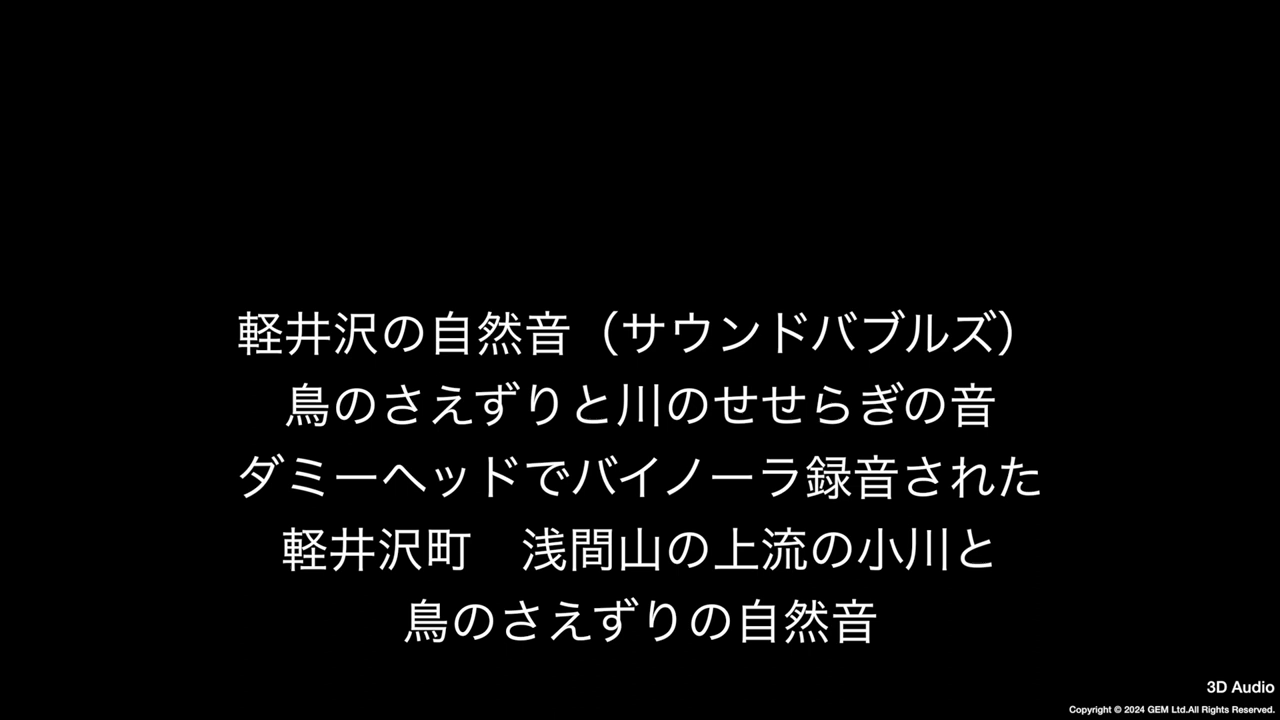 軽井沢の自然音（サウンドバブルズ）
鳥のさえずりと川のせせらぎの音
ダミーヘッドでバイノーラ録音された
軽井沢町　浅間山の上流の小川と
鳥のさえずりの自然音
3D Audio
Copyright © 2024 GEM Ltd.All Rights Reserved.